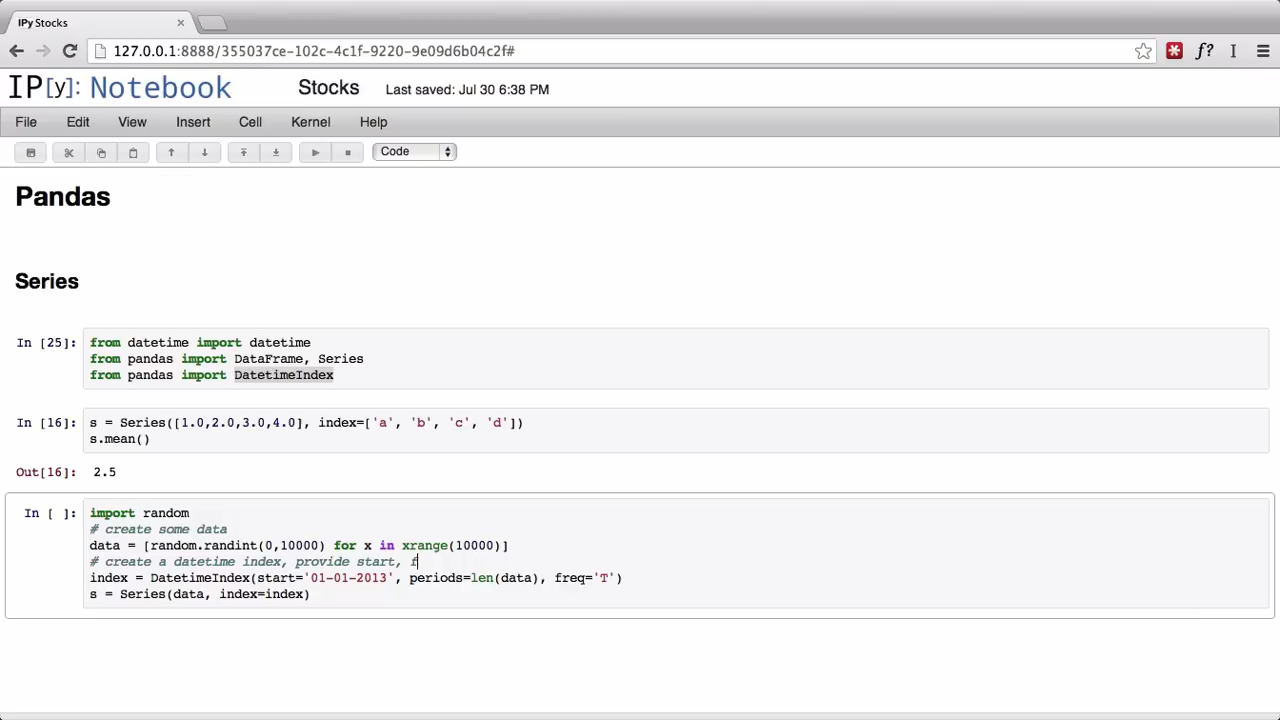 IPy Stocks
127.0.0.1:8888/355037ce-102c-4c1f-9220-9e09d6b04c2f#
f?
IP[y]: Notebook Stocks Last saved: Jul 30 6:38 PM
File Edit View Insert Cell Kernel Help
Code
Pandas
Series
In [25]: from datetime import datetime
from pandas import DataFrame, Series
from pandas import DatetimeIndex
In [16]: s = Series([1.0,2.0,3.0,4.0], index=['a', 'b', 'c', 'd'])
s.mean()
Out[16]: 2.5
In [ ]: import random
# create some data
data = [random.randint(0,10000) for x in xrange(10000)]
# create a datetime index, provide start, f
index = DatetimeIndex(start='01-01-2013', periods=len(data), freq='T')
s = Series(data, index=index)